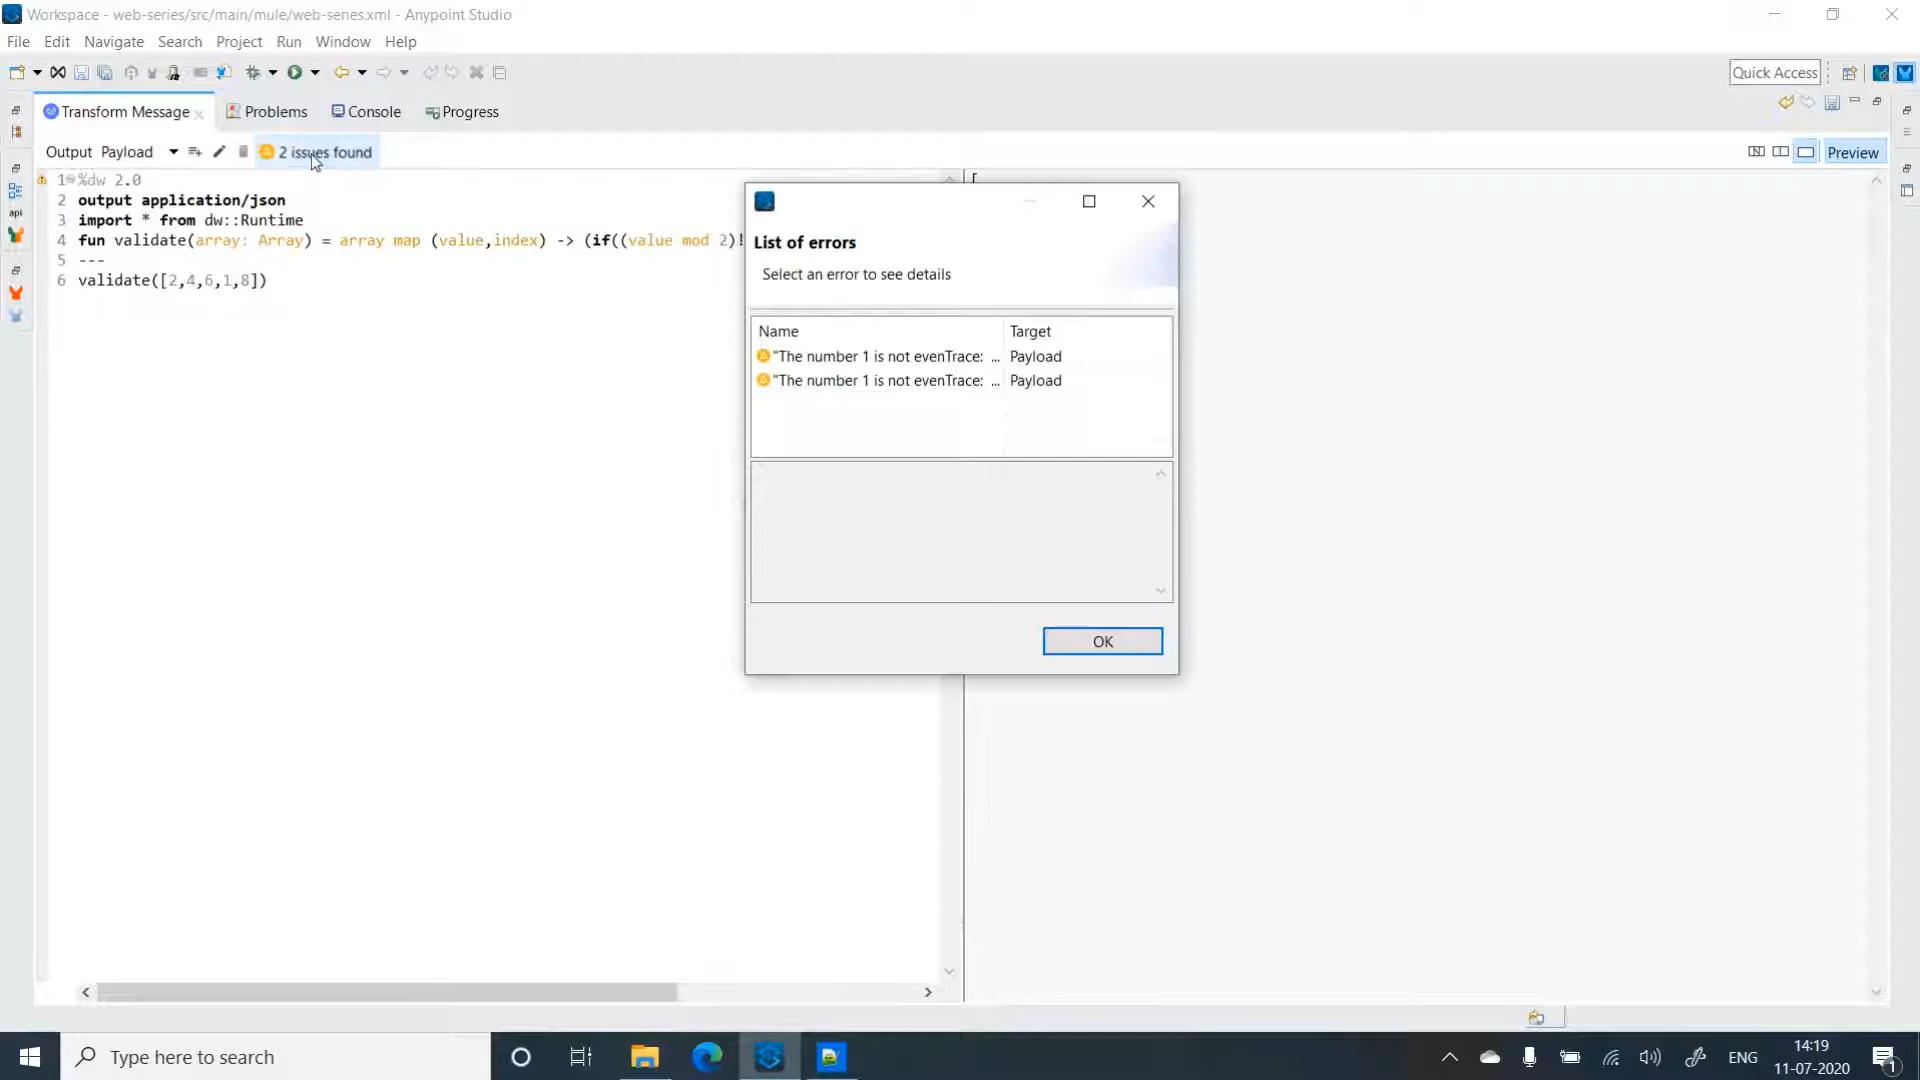 Workspace - web-series/src/main/mule/web-series.xml - Anypoint Studio
File Edit Navigate Search Project Run Window Help
Quick Access
Transform Message Problems Console Progress
Output Payload 2 issues found Preview
1 %dw 2.0
2 output application/json
3 import * from dw::Runtime
4 fun validate(array: Array) = array map (value,index) -> (if((value mod 2)!
5 ---
6 validate([2,4,6,1,8])
[
api
List of errors
Select an error to see details
Name Target
"The number 1 is not evenTrace: ... Payload
"The number 1 is not evenTrace: ... Payload
OK
Type here to search
ENG
14:19
11-07-2020
1